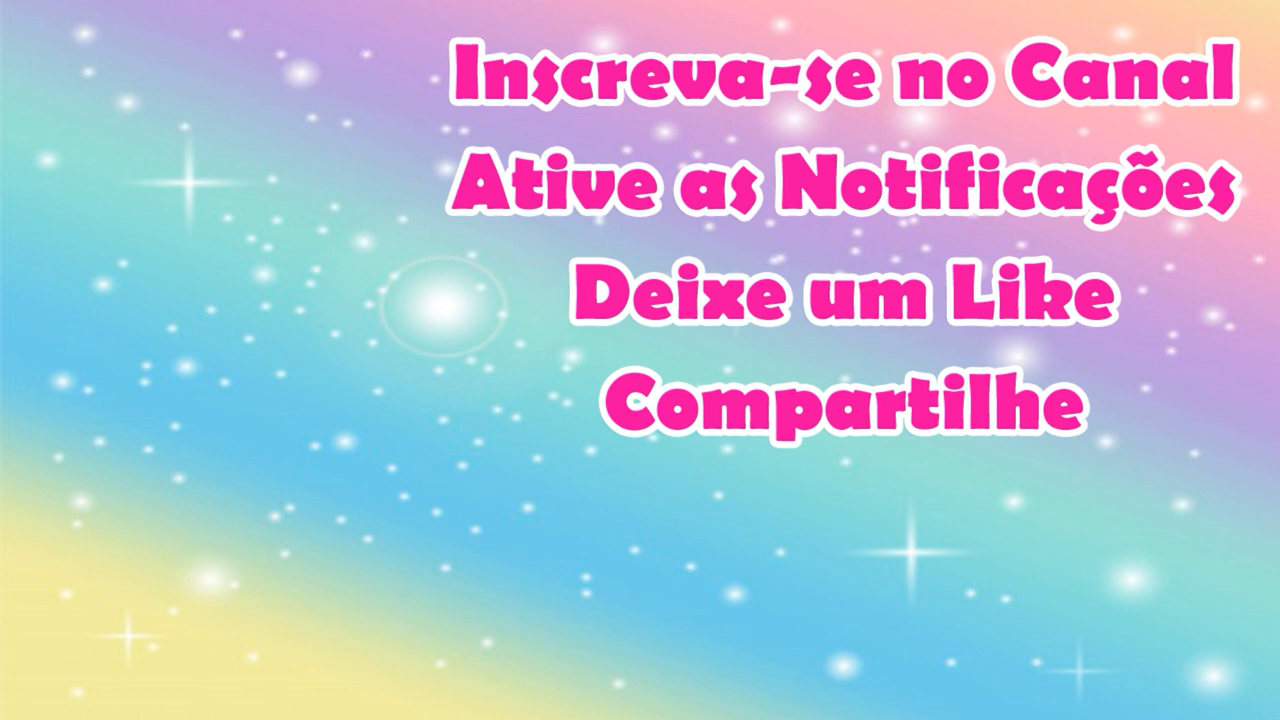 Inscreva-se no Canal
Ative as Notificações
Deixe um Like
Compartilhe